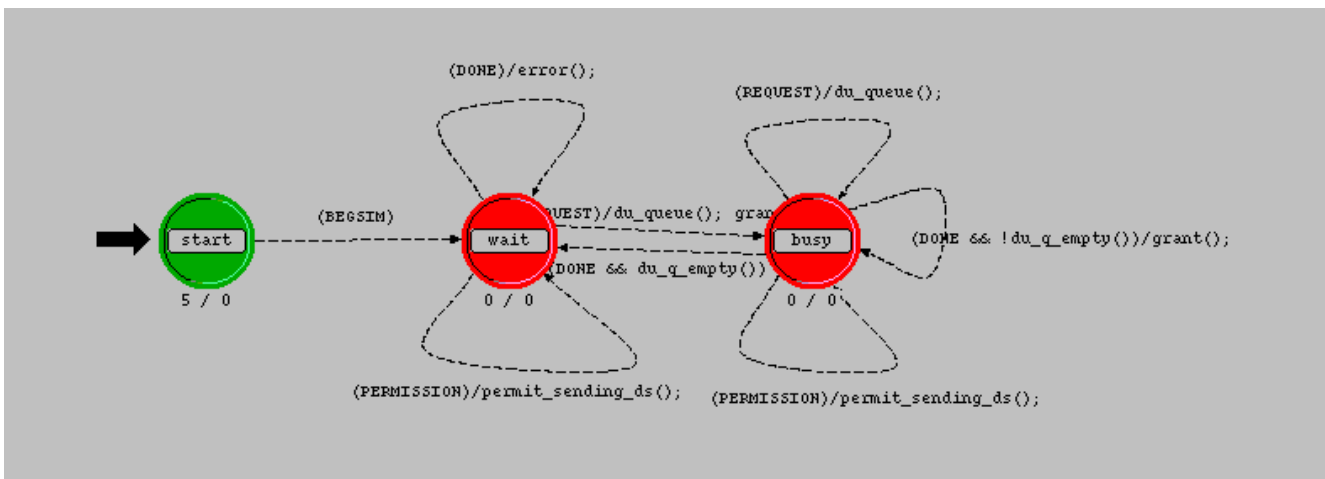 (DONE)/error();
(REQUEST)/du_queue();
(BEGSIM)
QUEST)/du_queue(); gran
start
wait
busy
(DONE && !du_q_empty())/grant();
(DONE && du_q_empty())
5 / 0
0 / 0
0 / 0
(PERMISSION)/permit_sending_ds();
(PERMISSION)/permit_sending_ds();